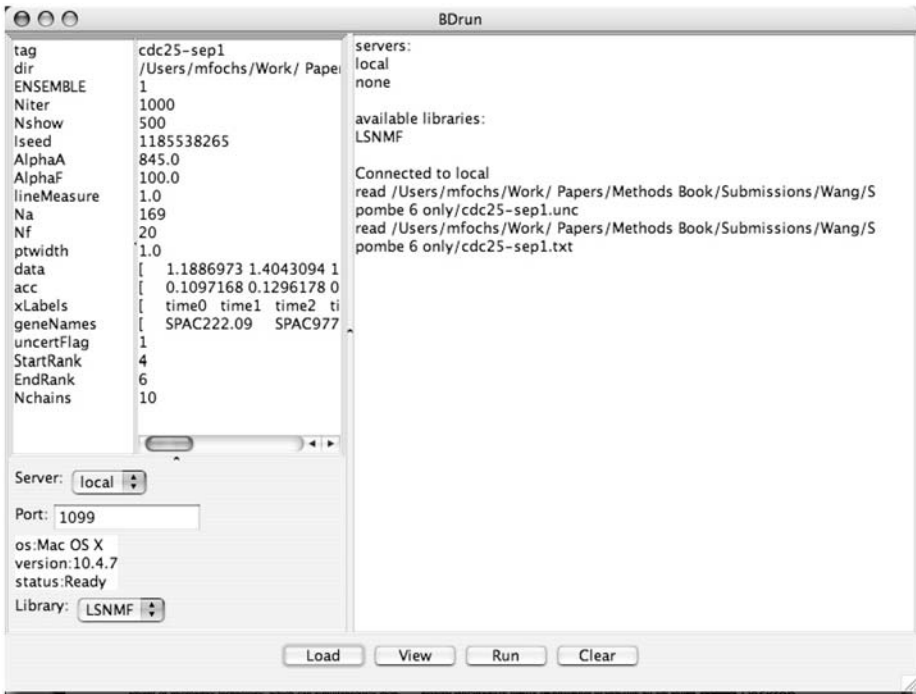 BDrun
tag cdc25-sep1
dir /Users/mfochs/Work/ Paper
ENSEMBLE 1
Niter 1000
Nshow 500
Iseed 1185538265
AlphaA 845.0
AlphaF 100.0
lineMeasure 1.0
Na 169
Nf 20
ptwidth 1.0
data [ 1.1886973 1.4043094 1
acc [ 0.1097168 0.1296178 0
xLabels [ time0 time1 time2 ti
geneNames [ SPAC222.09 SPAC977
uncertFlag 1
StartRank 4
EndRank 6
Nchains 10
Server: local
Port: 1099
os:Mac OS X
version:10.4.7
status:Ready
Library: LSNMF
servers:
local
none
available libraries:
LSNMF
Connected to local
read /Users/mfochs/Work/ Papers/Methods Book/Submissions/Wang/S
pombe 6 only/cdc25-sep1.unc
read /Users/mfochs/Work/ Papers/Methods Book/Submissions/Wang/S
pombe 6 only/cdc25-sep1.txt
Load View Run Clear